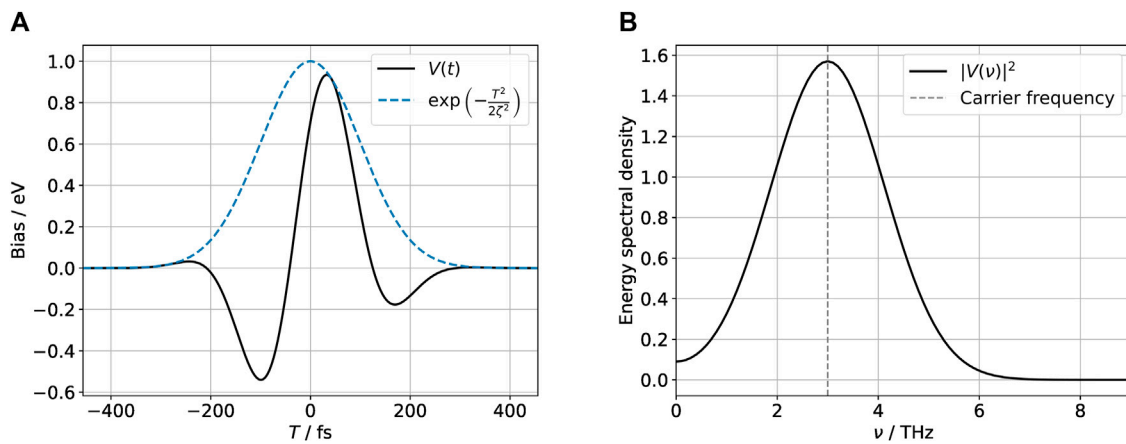 A
Bias / eV
1.0
0.8
0.6
0.4
0.2
0.0
−0.2
−0.4
−0.6
−400 −200 0 200 400
T / fs
V(t)
exp(−T²/2ζ²)
B
Energy spectral density
1.6
1.4
1.2
1.0
0.8
0.6
0.4
0.2
0.0
0 2 4 6 8
ν / THz
|V(ν)|²
Carrier frequency